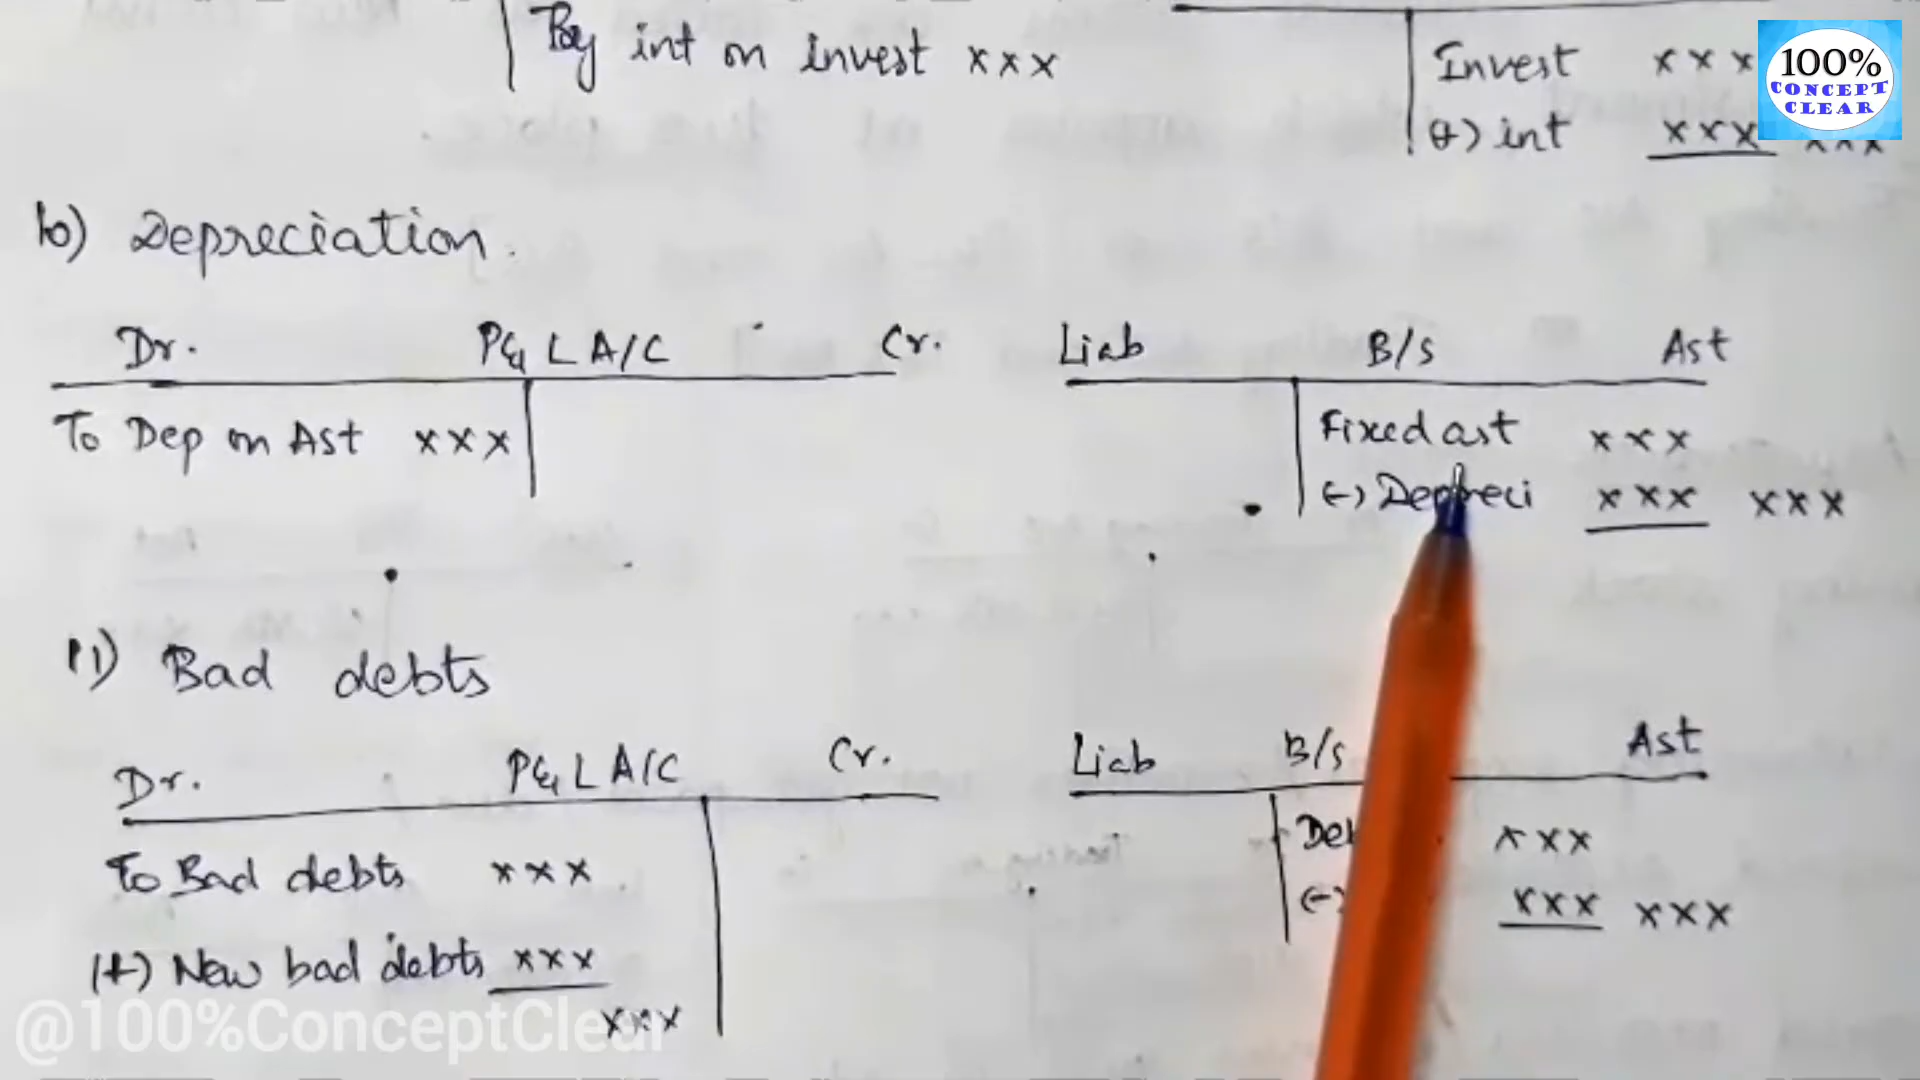 By int on invest xxx
Invest xxx
(+) int xxx xxx
100%
CONCEPT
CLEAR
10) Depreciation.
Dr. P&L A/C Cr.
To Dep on Ast xxx
Liab B/S Ast
Fixed ast xxx
(-) Depreci xxx xxx
11) Bad debts
Dr. P&L A/C Cr.
To Bad debts xxx
(+) New bad debts xxx
xxx
Liab B/S Ast
xxx
(-) xxx xxx
@100%ConceptClear